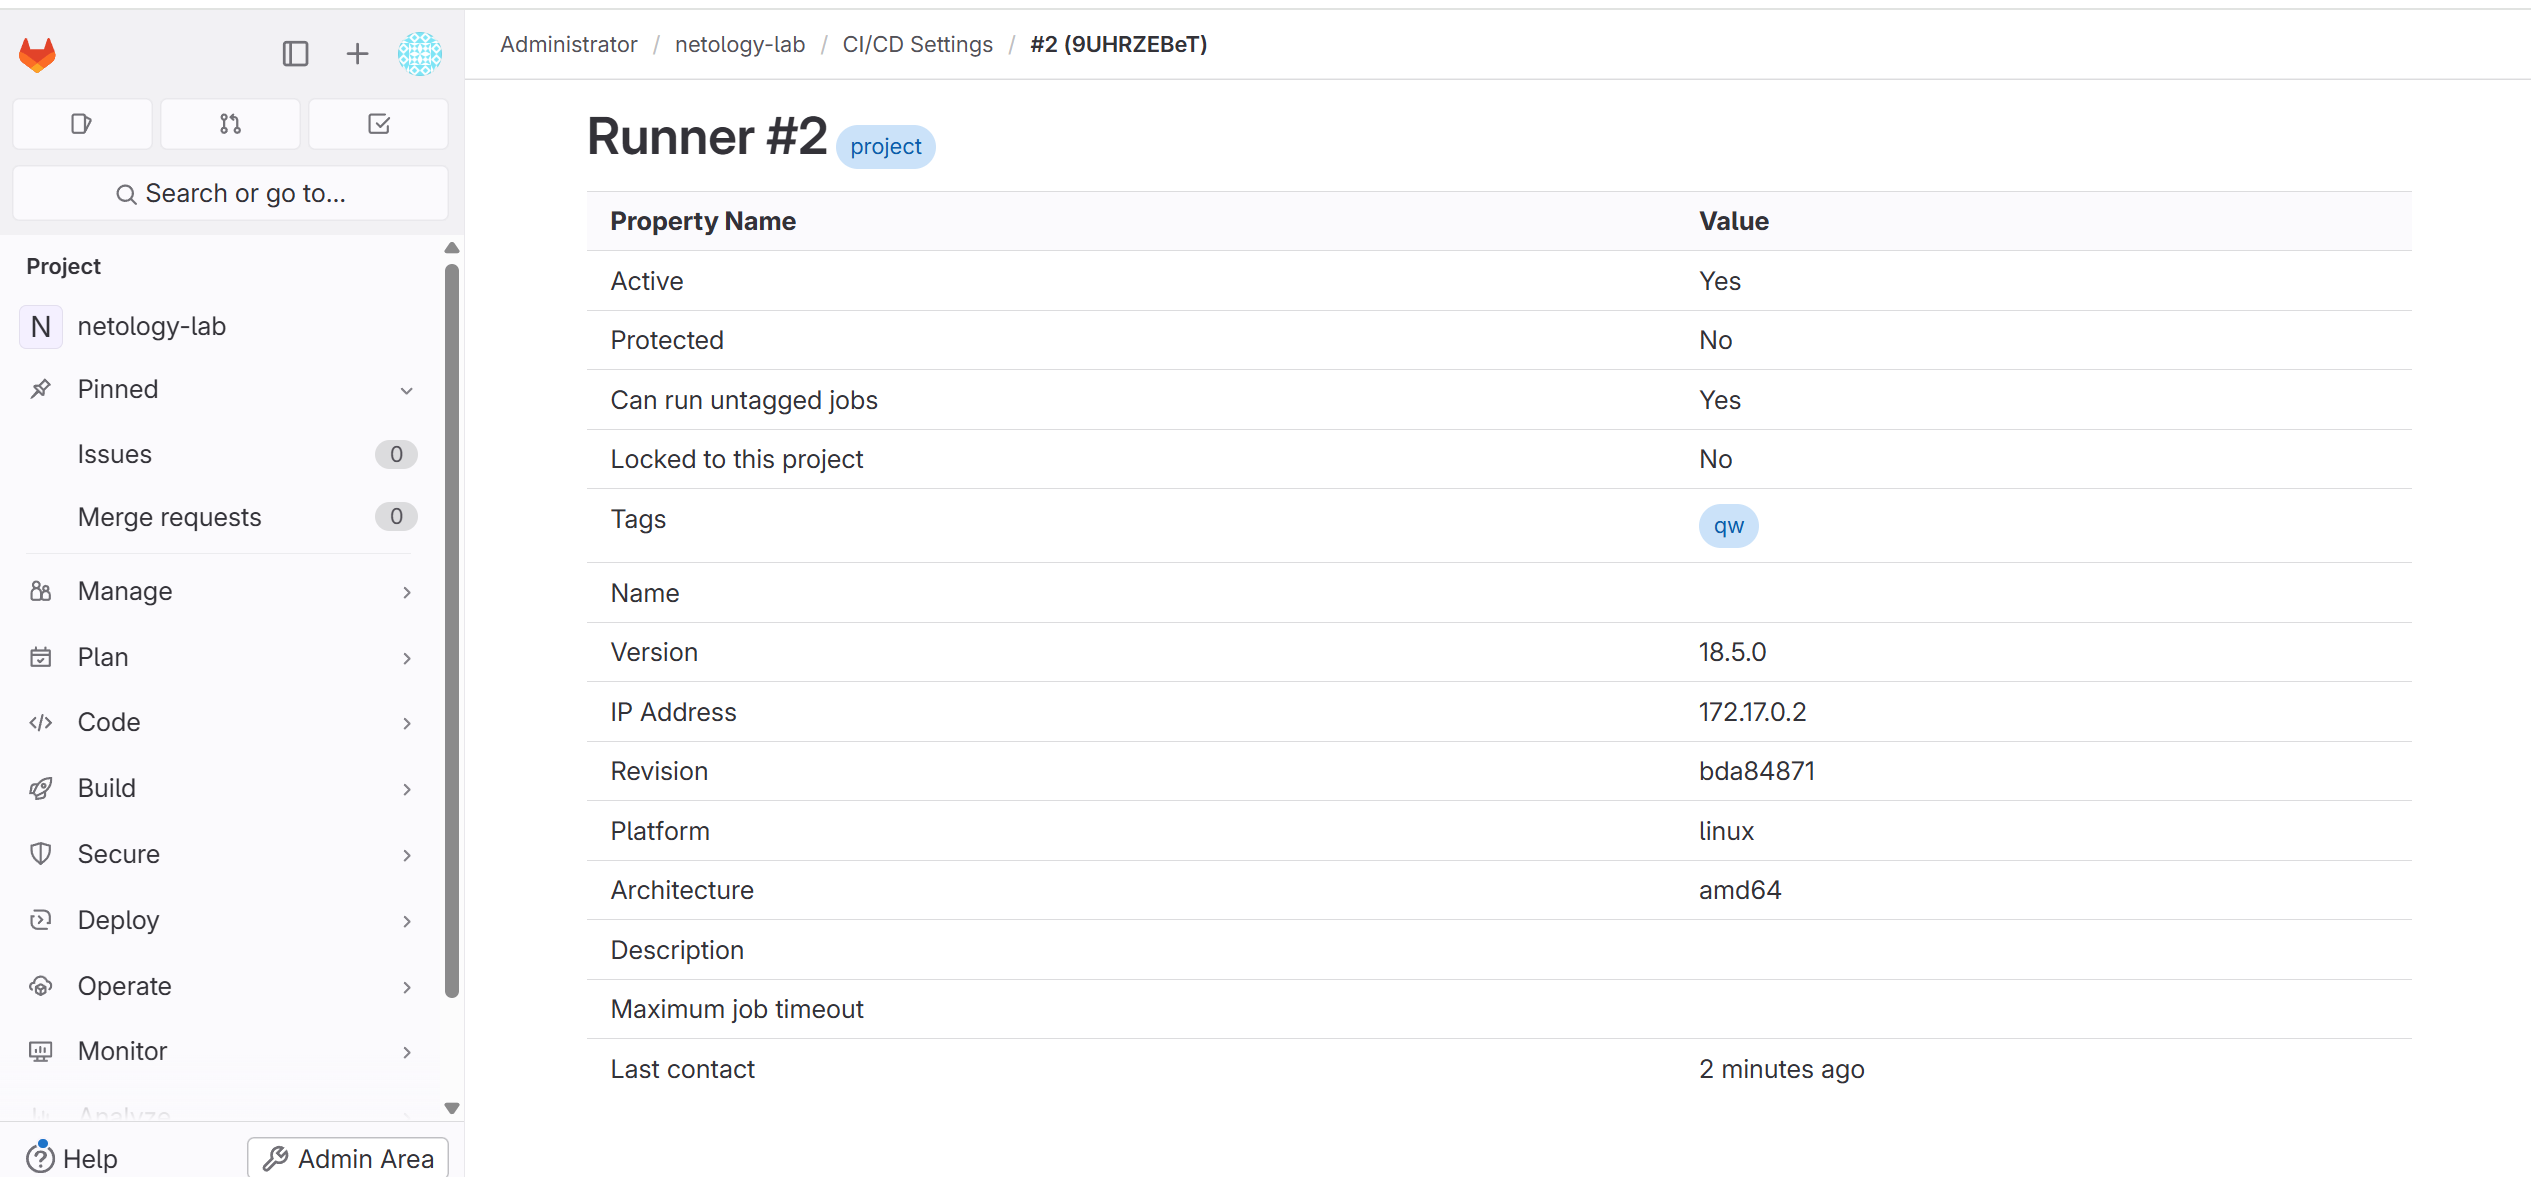 Administrator / netology-lab / CI/CD Settings / #2 (9UHRZEBeT)
Search or go to...
Project
N netology-lab
Pinned
Issues 0
Merge requests 0
Manage
Plan
Code
Build
Secure
Deploy
Operate
Monitor
Analyze
Help
Admin Area
Runner #2 project
Property Name Value
Active Yes
Protected No
Can run untagged jobs Yes
Locked to this project No
Tags qw
Name
Version 18.5.0
IP Address 172.17.0.2
Revision bda84871
Platform linux
Architecture amd64
Description
Maximum job timeout
Last contact 2 minutes ago